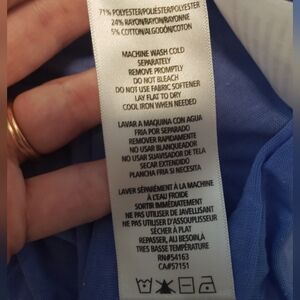 71% POLYESTER/POLIÉSTER/POLYESTER
24% RAYON/RAYÓN/RAYONNE
5% COTTON/ALGODÓN/COTON
MACHINE WASH COLD
SEPARATELY
REMOVE PROMPTLY
DO NOT BLEACH
DO NOT USE FABRIC SOFTENER
LAY FLAT TO DRY
COOL IRON WHEN NEEDED
LAVAR A MAQUINA CON AGUA
FRIA POR SEPARADO
REMOVER RAPIDAMENTE
NO USAR BLANQUEADOR
NO USAR SUAVISADOR DE TELA
SECAR EXTENDIDO
PLANCHA FRIA SI NECESITA
LAVER SÉPARÉMENT À LA MACHINE
À L'EAU FROIDE
SORTIR IMMÉDIATEMENT
NE PAS UTILISER DE JAVELLISANT
NE PAS UTILISER D'ASSOUPLISEUR
SÉCHER À PLAT
REPASSER, AU BESOIN,À
TRES BASSE TEMPÉRATURE
RN#54163
CA#57151